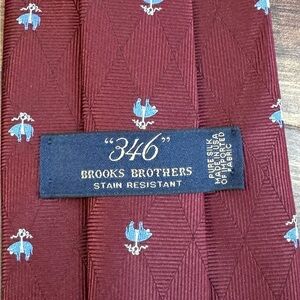 "346"
BROOKS BROTHERS
STAIN RESISTANT
PURE SILK
MADE IN USA
OF IMPORTED
FABRIC